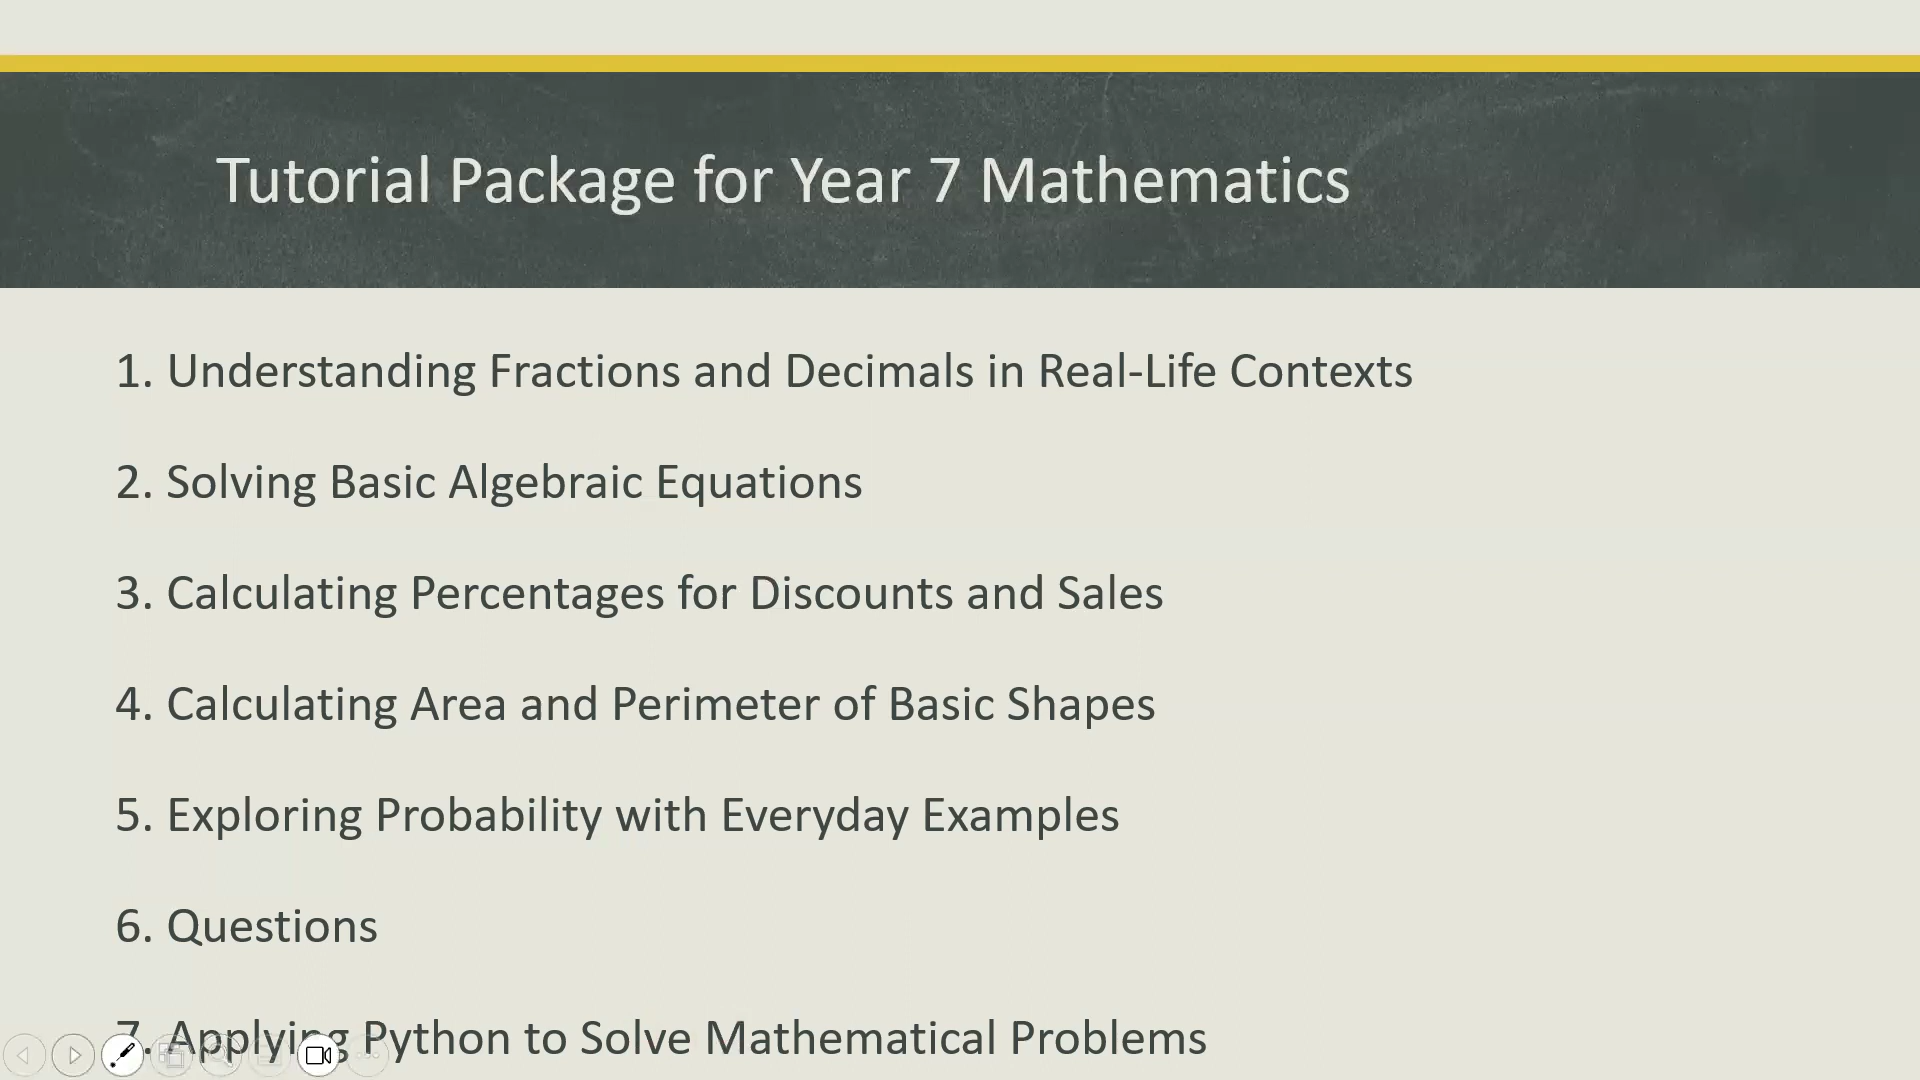 Tutorial Package for Year 7 Mathematics
1. Understanding Fractions and Decimals in Real-Life Contexts
2. Solving Basic Algebraic Equations
3. Calculating Percentages for Discounts and Sales
4. Calculating Area and Perimeter of Basic Shapes
5. Exploring Probability with Everyday Examples
6. Questions
7. Applying Python to Solve Mathematical Problems